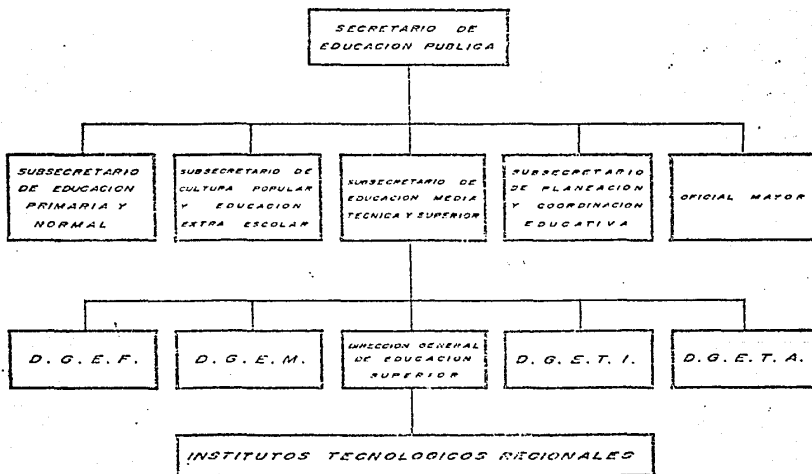 SECRETARIO DE
EDUCACION PUBLICA
SUBSECRETARIO
DE EDUCACION
PRIMARIA Y
NORMAL
SUBSECRETARIO DE
CULTURA POPULAR
Y EDUCACION
EXTRA ESCOLAR
SUBSECRETARIO DE
EDUCACION MEDIA
TECNICA Y SUPERIOR
SUBSECRETARIO
DE PLANEACION
Y COORDINACION
EDUCATIVA
OFICIAL MAYOR
D. G. E. F.
D. G. E. M.
DIRECCION GENERAL
DE EDUCACION
SUPERIOR
D. G. E. T. I.
D. G. E. T. A.
INSTITUTOS TECNOLOGICOS REGIONALES